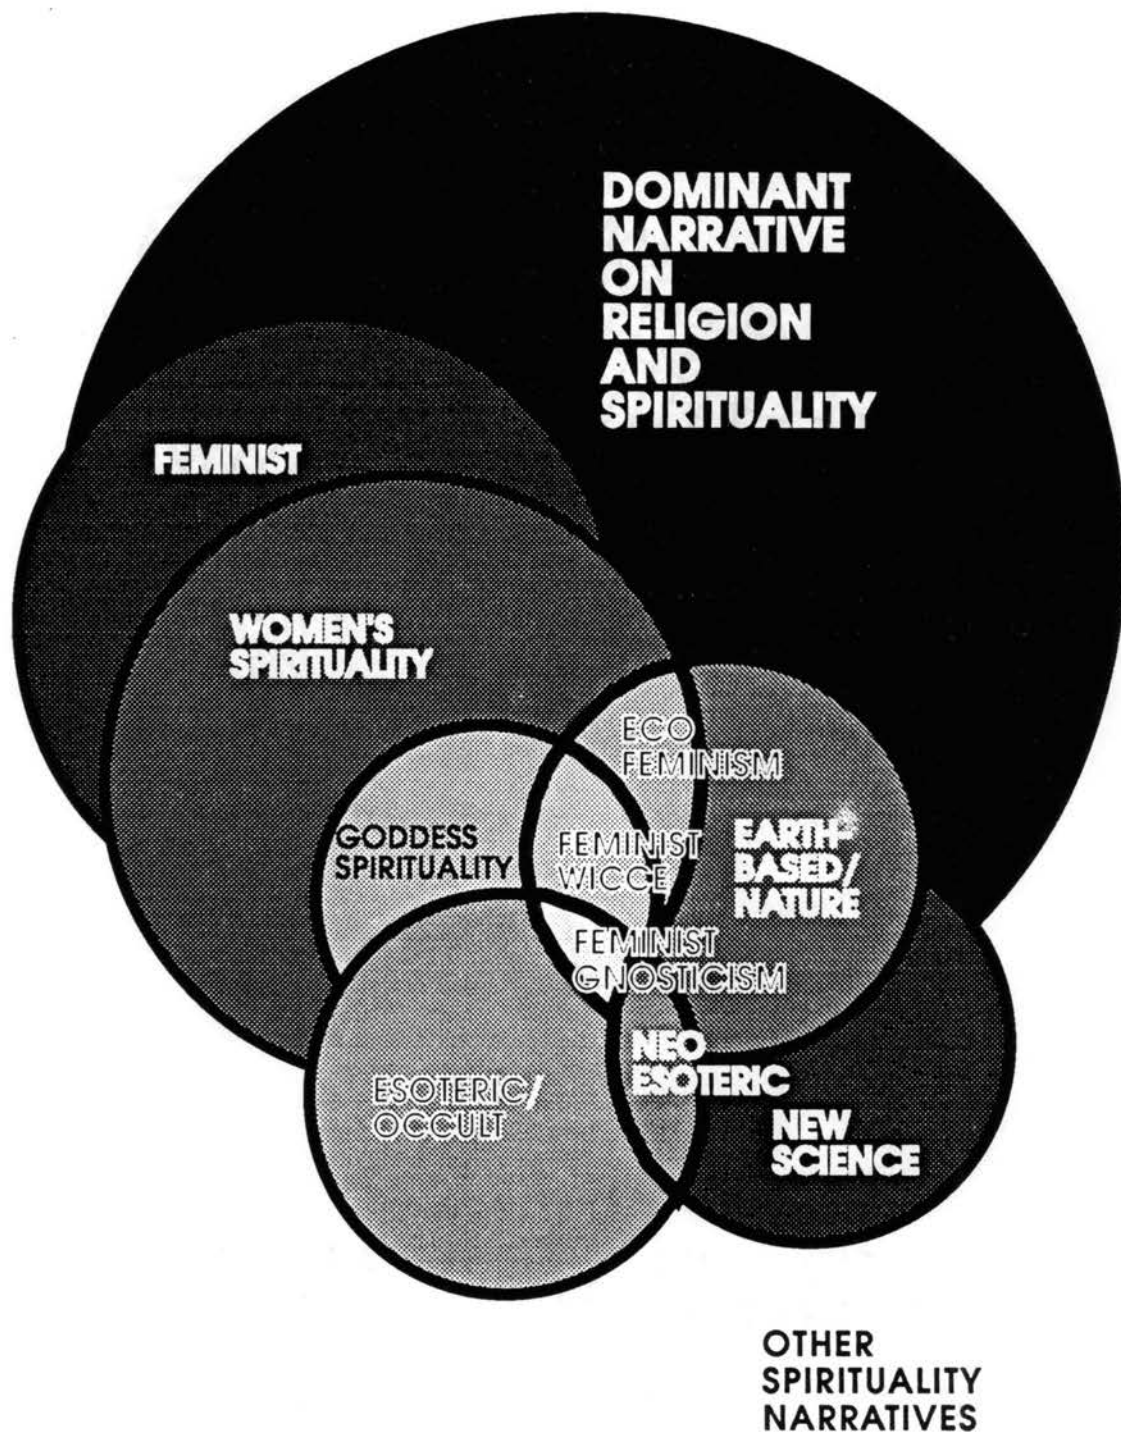 DOMINANT
NARRATIVE
ON
RELIGION
AND
SPIRITUALITY
FEMINIST
WOMEN'S
SPIRITUALITY
ECO
FEMINISM
GODDESS
SPIRITUALITY
FEMINIST
WICCE
EARTH
BASED/
NATURE
FEMINIST
GNOSTICISM
NEO
ESOTERIC
ESOTERIC/
OCCULT
NEW
SCIENCE
OTHER
SPIRITUALITY
NARRATIVES